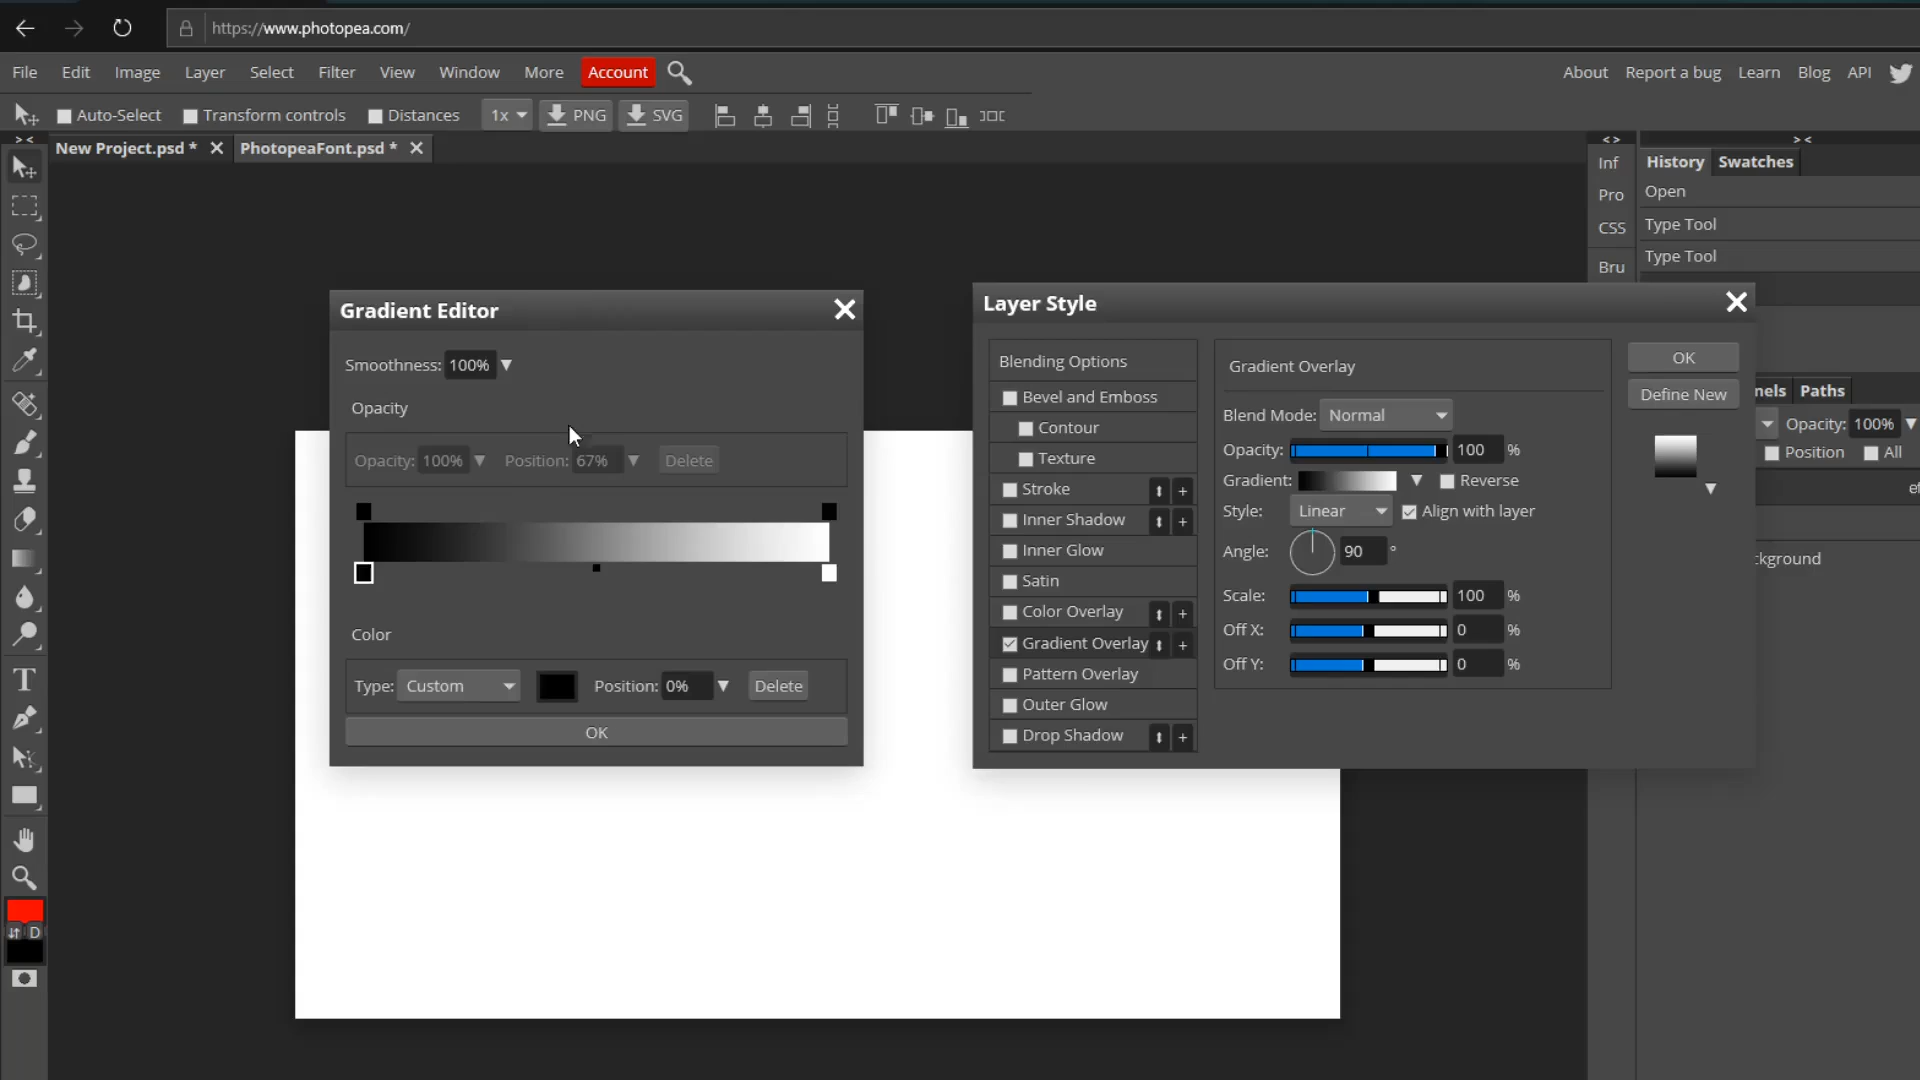 https://www.photopea.com/
File Edit Image Layer Select Filter View Window More Account About Report a bug Learn Blog API
Auto-Select Transform controls Distances 1x PNG SVG
> < New Project.psd * PhotopeaFont.psd * < > > <
Inf History Swatches
Pro Open
CSS Type Tool
Type Tool
Bru
Gradient Editor
Smoothness: 100%
Opacity
Opacity: 100% Position: 67% Delete
Color
Type: Custom Position: 0% Delete
OK
Layer Style
Blending Options
Bevel and Emboss
Contour
Texture
Stroke +
Inner Shadow +
Inner Glow
Satin
Color Overlay +
Gradient Overlay +
Pattern Overlay
Outer Glow
Drop Shadow +
Gradient Overlay
Blend Mode: Normal
Opacity: 100 %
Gradient: Reverse
Style: Linear Align with layer
Angle: 90 °
Scale: 100 %
Off X: 0 %
Off Y: 0 %
OK
Define New
nels Paths
Opacity: 100%
Position All
ef
kground
D